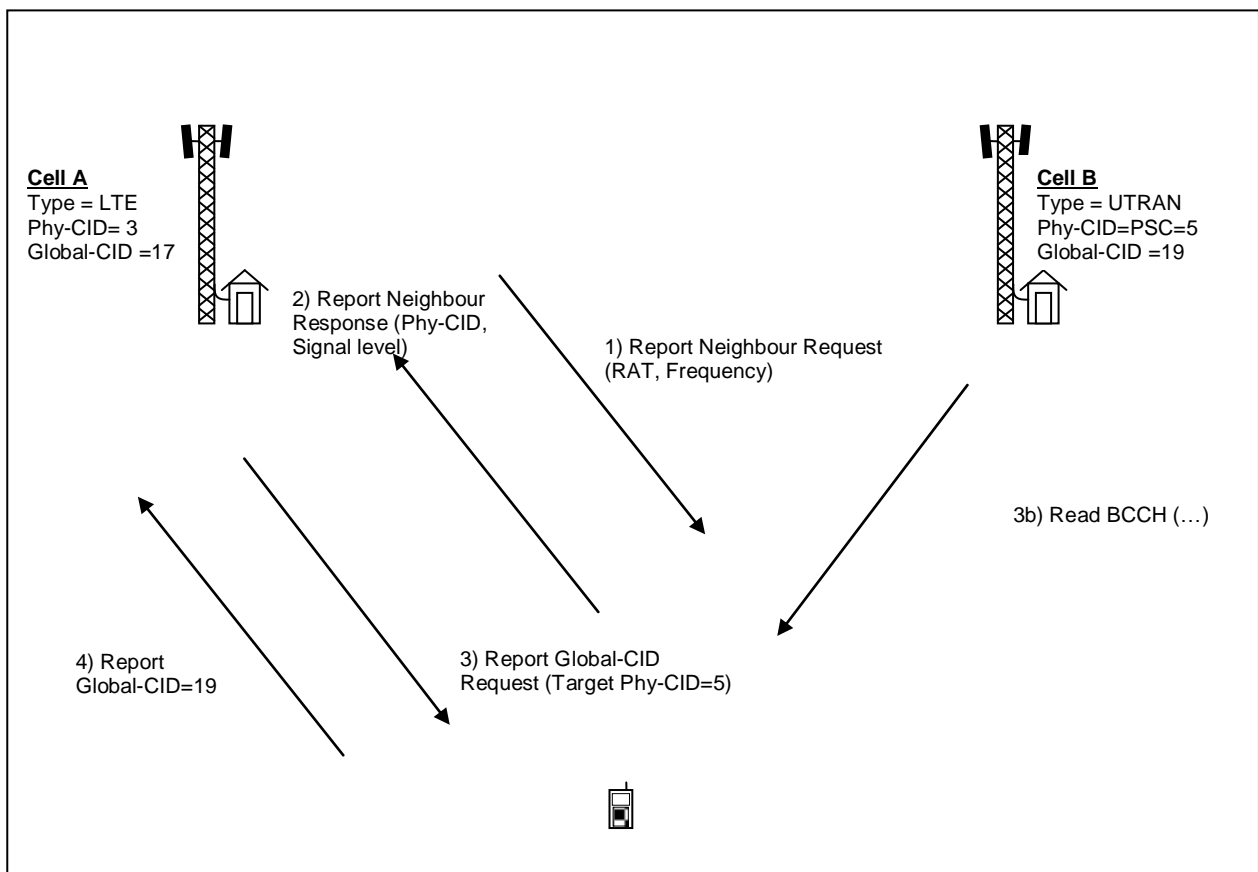 Cell A
Type = LTE
Phy-CID= 3
Global-CID =17
Cell B
Type = UTRAN
Phy-CID=PSC=5
Global-CID =19
2) Report Neighbour
Response (Phy-CID,
Signal level)
1) Report Neighbour Request
(RAT, Frequency)
3b) Read BCCH (…)
4) Report
Global-CID=19
3) Report Global-CID
Request (Target Phy-CID=5)